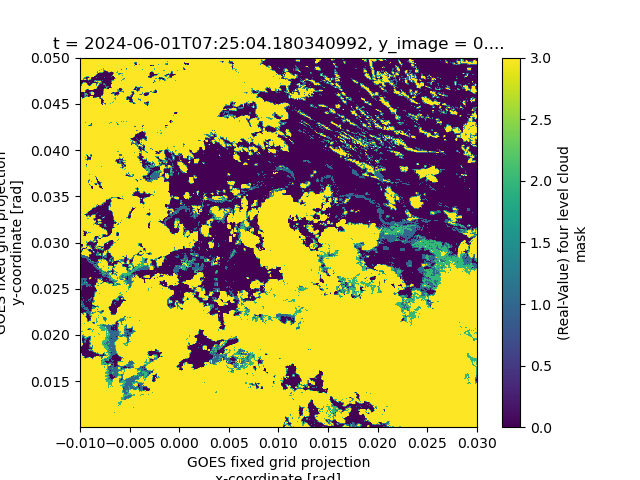 t = 2024-06-01T07:25:04.180340992, y_image = 0....
0.050
0.045
0.040
0.035
0.030
0.025
0.020
0.015
GOES fixed grid projection
y-coordinate [rad]
−0.010 −0.005 0.000 0.005 0.010 0.015 0.020 0.025 0.030
GOES fixed grid projection
x-coordinate [rad]
3.0
2.5
2.0
1.5
1.0
0.5
0.0
(Real-Value) four level cloud
mask